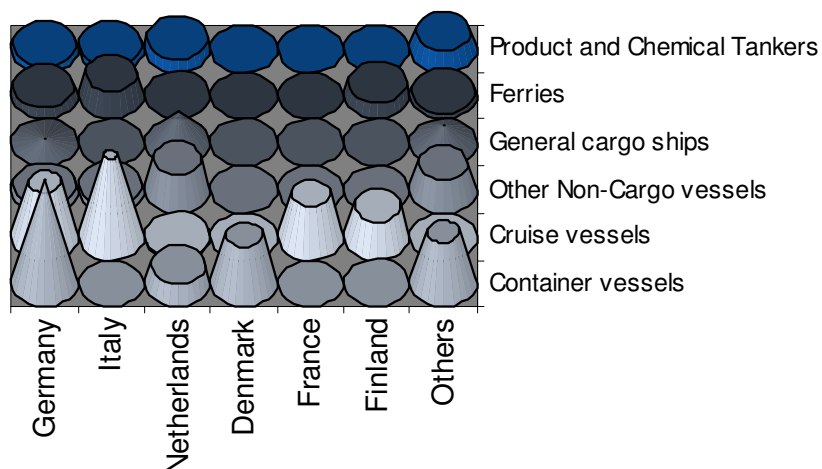 Product and Chemical Tankers
Ferries
General cargo ships
Other Non-Cargo vessels
Cruise vessels
Container vessels
Germany
Italy
Netherlands
Denmark
France
Finland
Others